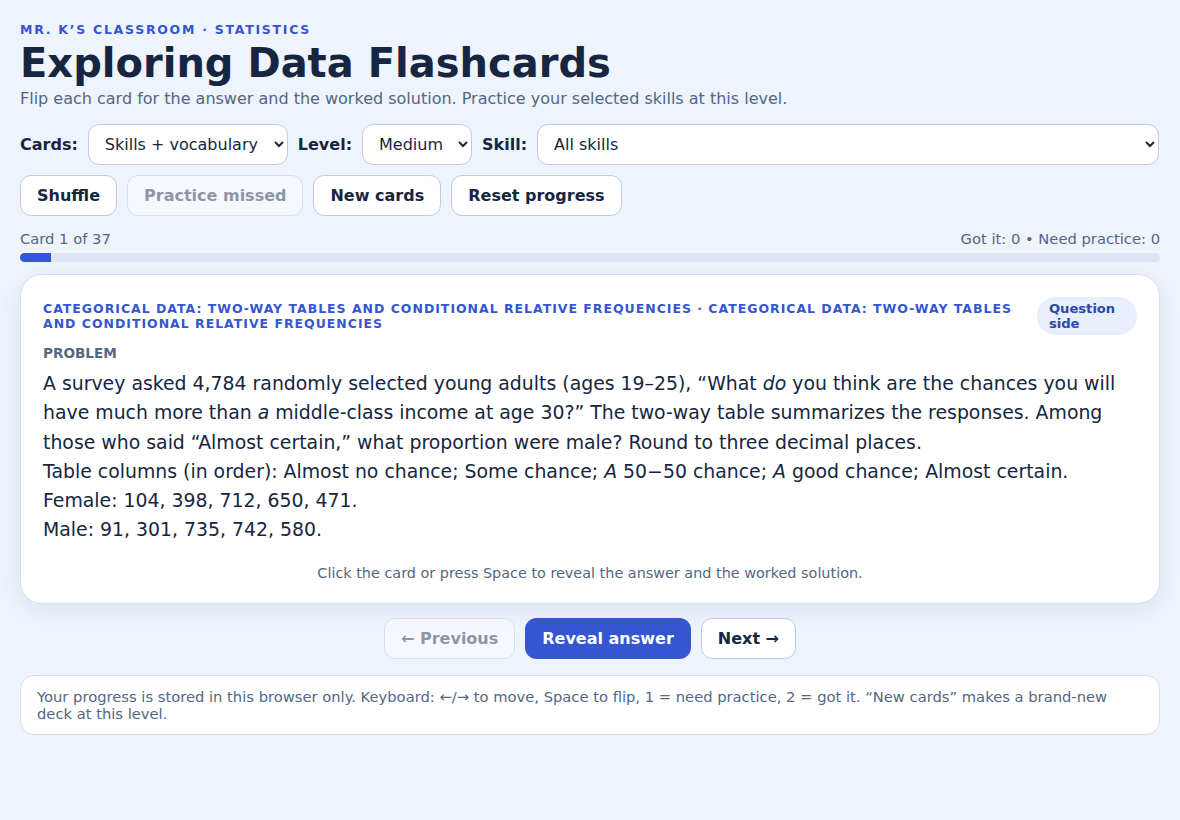 MR. K’S CLASSROOM · STATISTICS
Exploring Data Flashcards
Flip each card for the answer and the worked solution. Practice your selected skills at this level.
Cards: Skills + vocabulary Level: Medium Skill: All skills
Shuffle Practice missed New cards Reset progress
Card 1 of 37 Got it: 0 • Need practice: 0
CATEGORICAL DATA: TWO-WAY TABLES AND CONDITIONAL RELATIVE FREQUENCIES · CATEGORICAL DATA: TWO-WAY TABLES
AND CONDITIONAL RELATIVE FREQUENCIES
Question
side
PROBLEM
A survey asked 4,784 randomly selected young adults (ages 19–25), “What do you think are the chances you will
have much more than a middle-class income at age 30?” The two-way table summarizes the responses. Among
those who said “Almost certain,” what proportion were male? Round to three decimal places.
Table columns (in order): Almost no chance; Some chance; A 50−50 chance; A good chance; Almost certain.
Female: 104, 398, 712, 650, 471.
Male: 91, 301, 735, 742, 580.
Click the card or press Space to reveal the answer and the worked solution.
← Previous Reveal answer Next →
Your progress is stored in this browser only. Keyboard: ←/→ to move, Space to flip, 1 = need practice, 2 = got it. “New cards” makes a brand-new
deck at this level.